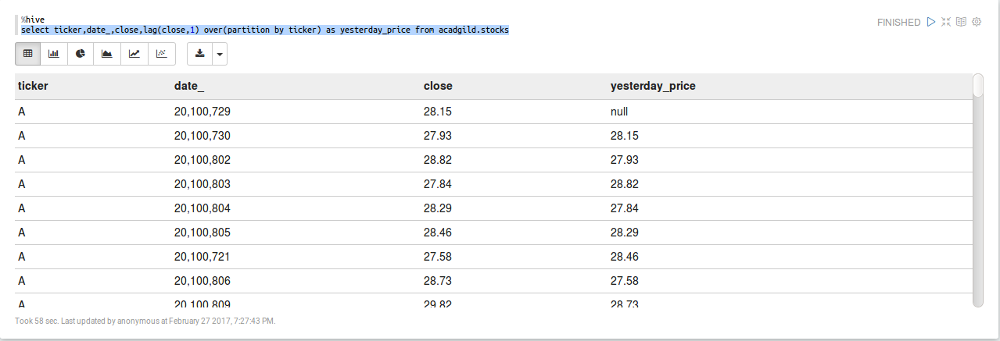 %hive
select ticker,date_,close,lag(close,1) over(partition by ticker) as yesterday_price from acadgild.stocks
FINISHED
ticker date_ close yesterday_price
A 20,100,729 28.15 null
A 20,100,730 27.93 28.15
A 20,100,802 28.82 27.93
A 20,100,803 27.84 28.82
A 20,100,804 28.29 27.84
A 20,100,805 28.46 28.29
A 20,100,721 27.58 28.46
A 20,100,806 28.73 27.58
A 20,100,809 29.82 28.73
Took 58 sec. Last updated by anonymous at February 27 2017, 7:27:43 PM.